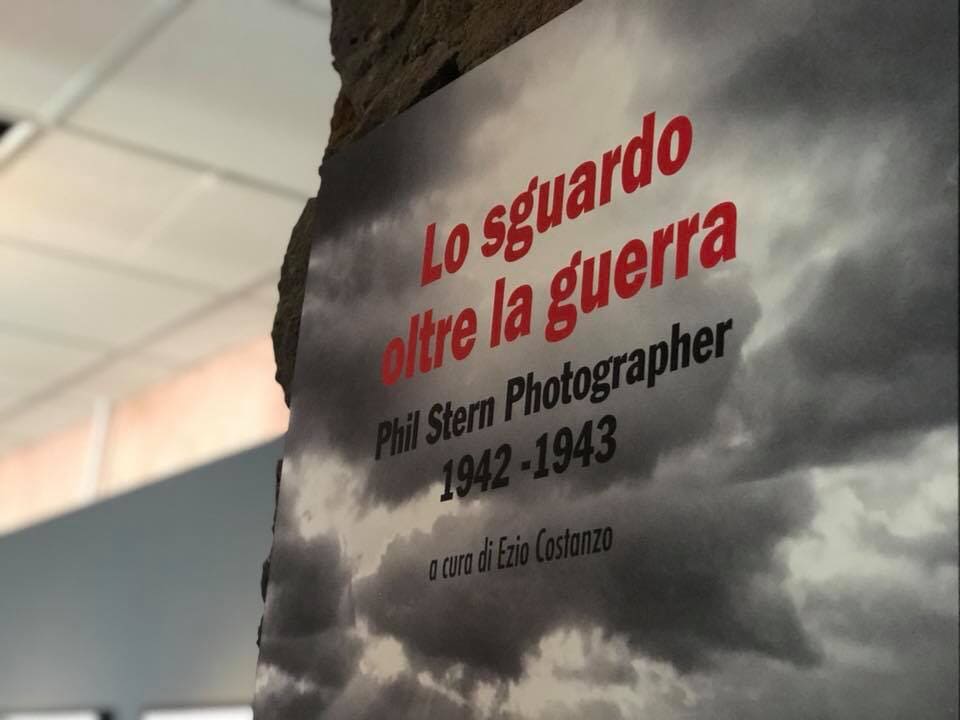 Lo sguardo
oltre la guerra
Phil Stern Photographer
1942 -1943
a cura di Ezio Costanzo